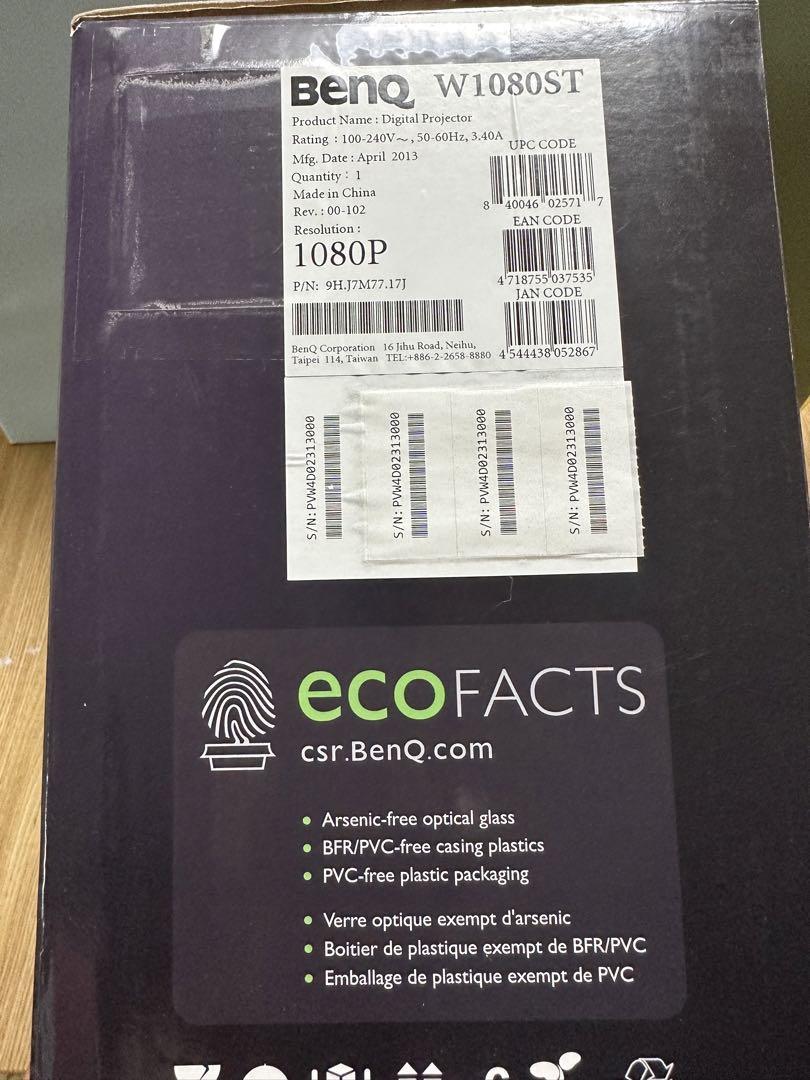 BenQ W1080ST
Product Name : Digital Projector
Rating : 100-240V～, 50-60Hz, 3.40A
Mfg. Date : April 2013
Quantity : 1
Made in China
Rev. : 00-102
Resolution :
1080P
P/N: 9H.J7M77.17J
BenQ Corporation 16 Jihu Road, Neihu,
Taipei 114, Taiwan TEL:+886-2-2658-8880
UPC CODE
8 40046 02571 7
EAN CODE
4 718755 037535
JAN CODE
4 544438 052867
S/N: PVW4D02313000
S/N: PVW4D02313000
S/N: PVW4D02313000
S/N: PVW4D02313000
ecoFACTS
csr.BenQ.com
• Arsenic-free optical glass
• BFR/PVC-free casing plastics
• PVC-free plastic packaging
• Verre optique exempt d'arsenic
• Boitier de plastique exempt de BFR/PVC
• Emballage de plastique exempt de PVC